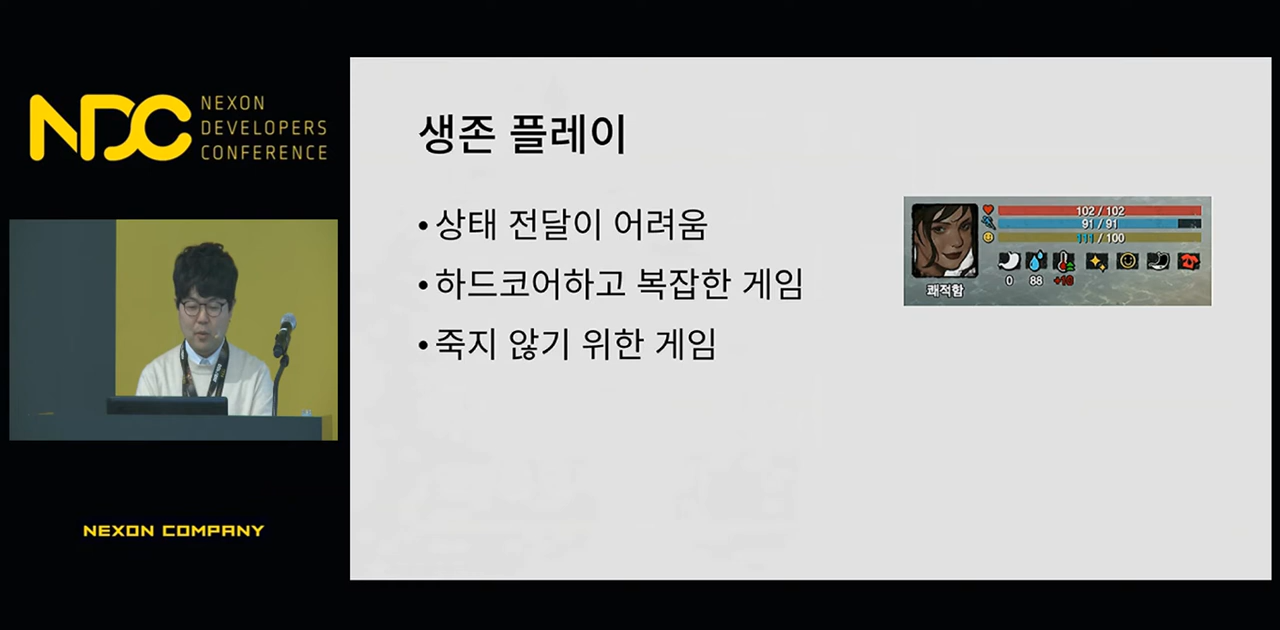 NDC
NEXON
DEVELOPERS
CONFERENCE
생존 플레이
• 상태 전달이 어려움
• 하드코어하고 복잡한 게임
• 죽지 않기 위한 게임
102 / 102
91 / 91
111 / 100
0 88 +10
쾌적함
NEXON COMPANY